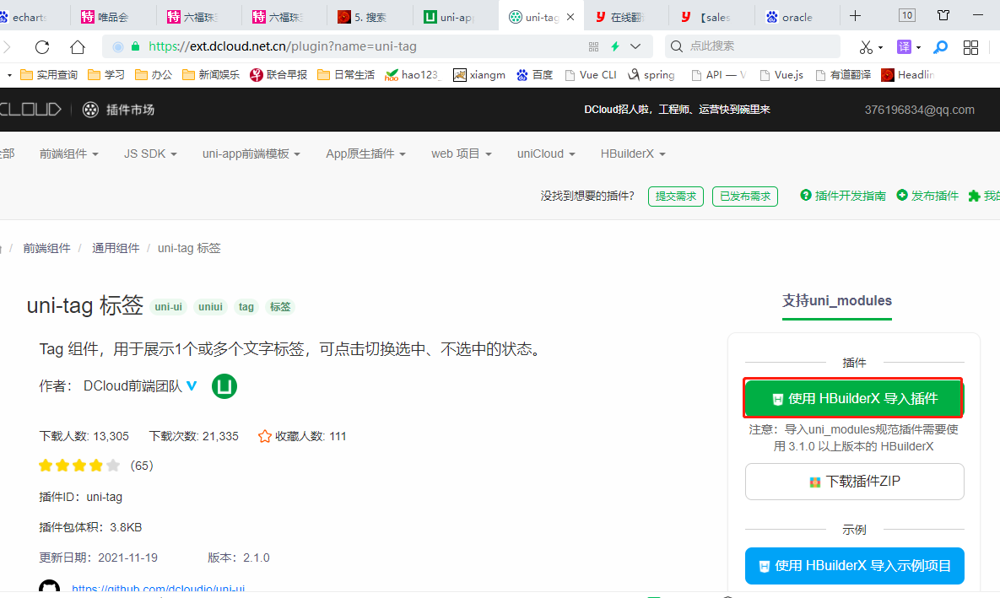 echarts 唯品会 六福珠 六福珠 5. 搜索 uni-app uni-tag 在线翻 【sales oracle 10
https://ext.dcloud.net.cn/plugin?name=uni-tag 点此搜索 译
实用查询 学习 办公 新闻娱乐 联合早报 日常生活 hao123_ xiangm 百度 Vue CLI spring API — V Vue.js 有道翻译 Headlin
CLOUD 插件市场 DCloud招人啦，工程师、运营快到碗里来 376196834@qq.com
全部 前端组件 JS SDK uni-app前端模板 App原生插件 web 项目 uniCloud HBuilderX
没找到想要的插件？ 提交需求 已发布需求 插件开发指南 发布插件 我的
/ 前端组件 / 通用组件 / uni-tag 标签
uni-tag 标签 uni-ui uniui tag 标签
支持uni_modules
Tag 组件，用于展示1个或多个文字标签，可点击切换选中、不选中的状态。
插件
作者： DCloud前端团队
使用 HBuilderX 导入插件
注意：导入uni_modules规范插件需要使
用 3.1.0 以上版本的 HBuilderX
下载人数: 13,305 下载次数: 21,335 收藏人数: 111
(65)
下载插件ZIP
插件ID：uni-tag
插件包体积：3.8KB
示例
更新日期：2021-11-19 版本：2.1.0
使用 HBuilderX 导入示例项目
https://github.com/dcloudio/uni-ui